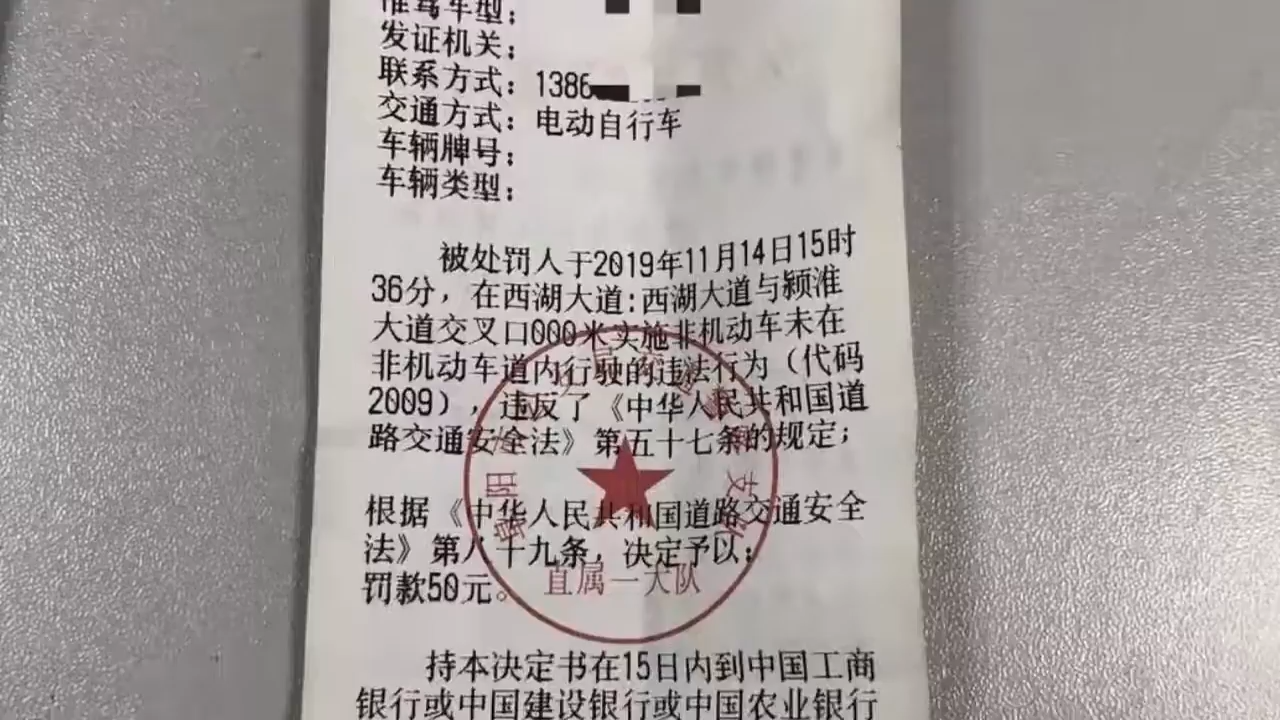 准驾车型：
发证机关：
联系方式：1386
交通方式：电动自行车
车辆牌号：
车辆类型：
被处罚人于2019年11月14日15时
36分，在西湖大道:西湖大道与颍淮
大道交叉口000米实施非机动车未在
非机动车道内行驶的违法行为（代码
2009），违反了《中华人民共和国道
路交通安全法》第五十七条的规定；
根据《中华人民共和国道路交通安全
法》第八十九条，决定予以：
罚款50元。
直属一大队
持本决定书在15日内到中国工商
银行或中国建设银行或中国农业银行